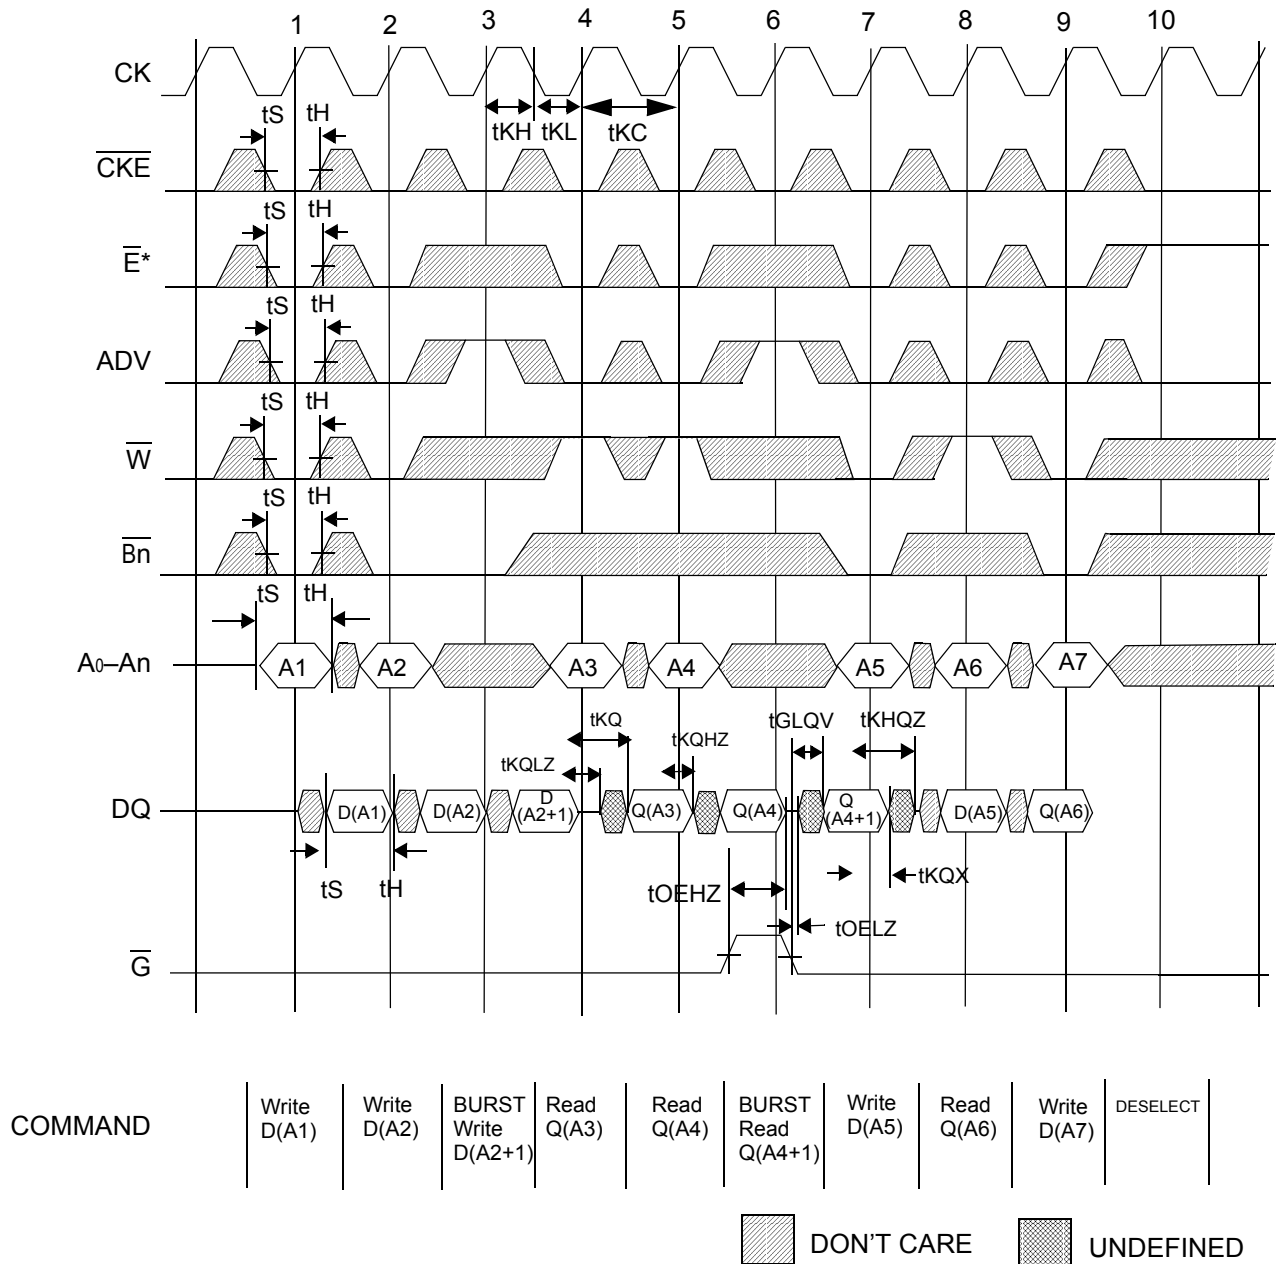 1 2 3 4 5 6 7 8 9 10
CK
tKH tKL tKC
tS tH
CKE
tS tH
E*
tS tH
ADV
tS tH
W
tS tH
Bn
tS tH
A0–An
A1 A2 A3 A4 A5 A6 A7
tKQ tGLQV tKHQZ
tKQLZ tKQHZ
DQ
D(A1) D(A2) D (A2+1) Q(A3) Q(A4) Q (A4+1) D(A5) Q(A6)
tS tH tOEHZ tKQX
tOELZ
G
COMMAND
Write D(A1)
Write D(A2)
BURST Write D(A2+1)
Read Q(A3)
Read Q(A4)
BURST Read Q(A4+1)
Write D(A5)
Read Q(A6)
Write D(A7)
DESELECT
DON'T CARE
UNDEFINED